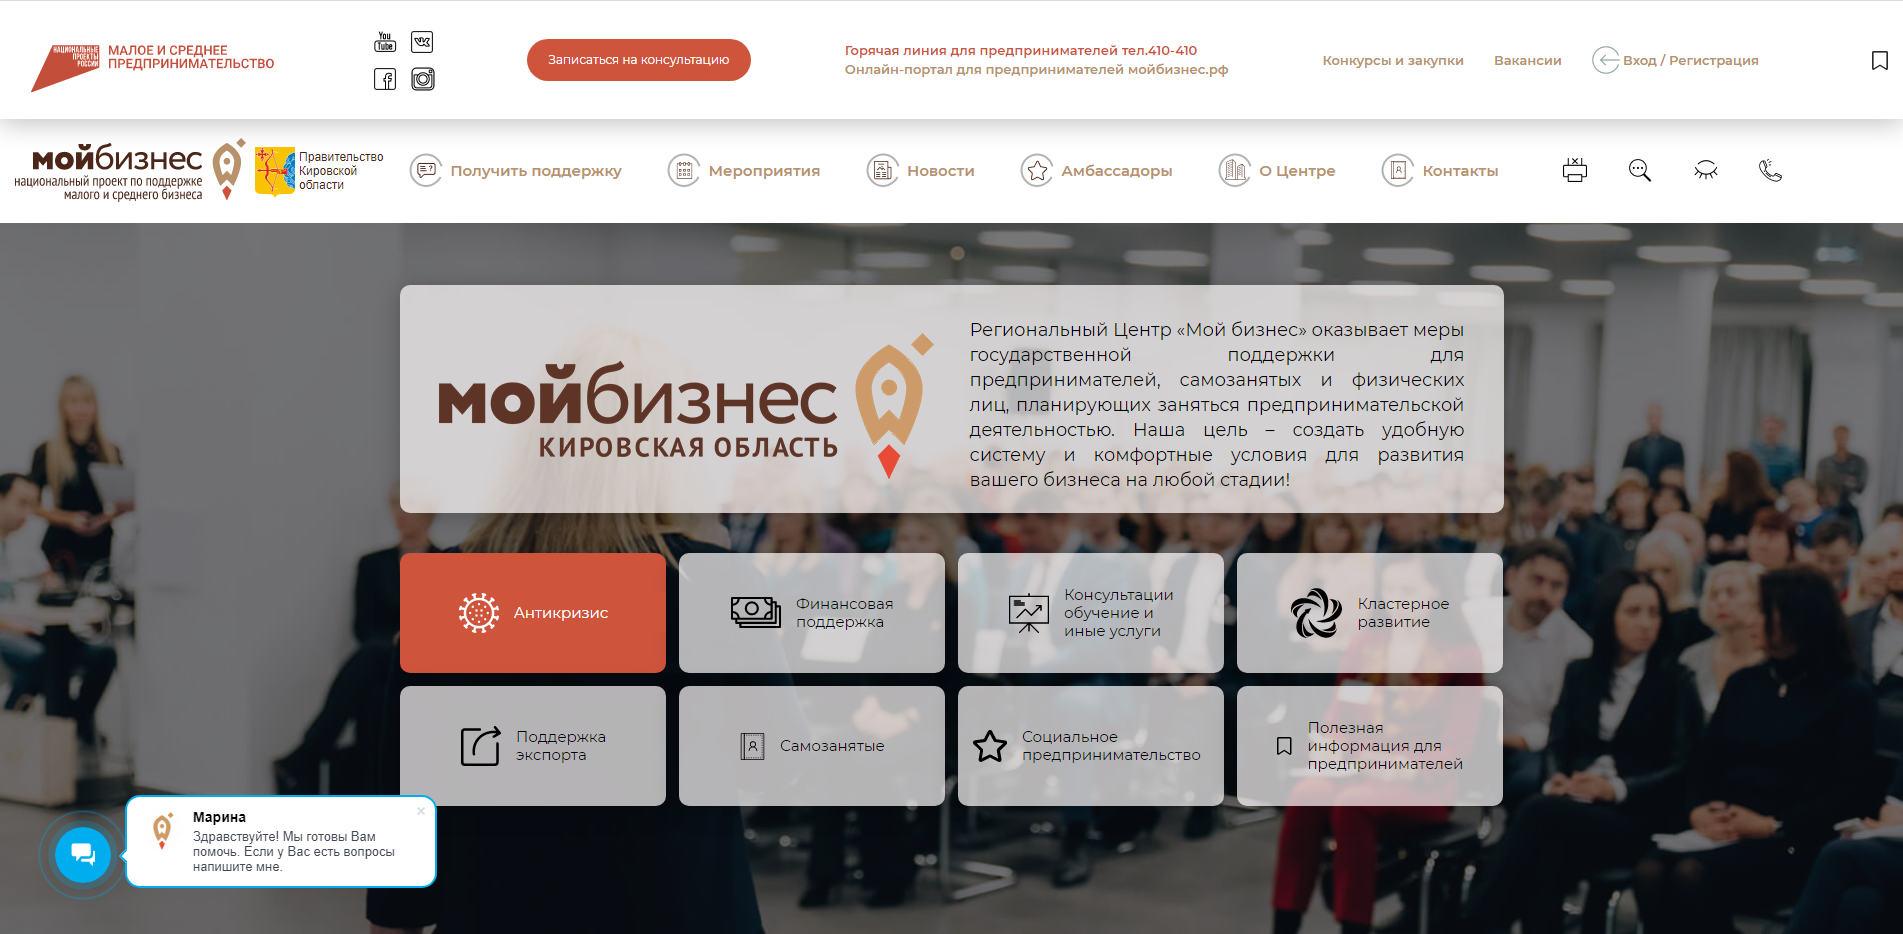 НАЦИОНАЛЬНЫЕ
ПРОЕКТЫ
РОССИИ
МАЛОЕ И СРЕДНЕЕ
ПРЕДПРИНИМАТЕЛЬСТВО
You
Tube
Записаться на консультацию
Горячая линия для предпринимателей тел.410-410
Онлайн-портал для предпринимателей мойбизнес.рф
Конкурсы и закупки
Вакансии
Вход / Регистрация
мойбизнес
национальный проект по поддержке
малого и среднего бизнеса
Правительство
Кировской
области
Получить поддержку
Мероприятия
Новости
Амбассадоры
О Центре
Контакты
мойбизнес
КИРОВСКАЯ ОБЛАСТЬ
Региональный Центр «Мой бизнес» оказывает меры
государственной поддержки для
предпринимателей, самозанятых и физических
лиц, планирующих заняться предпринимательской
деятельностью. Наша цель – создать удобную
систему и комфортные условия для развития
вашего бизнеса на любой стадии!
Антикризис
Финансовая
поддержка
Консультации
обучение и
иные услуги
Кластерное
развитие
Поддержка
экспорта
Самозанятые
Социальное
предпринимательство
Полезная
информация для
предпринимателей
Марина
Здравствуйте! Мы готовы Вам
помочь. Если у Вас есть вопросы
напишите мне.